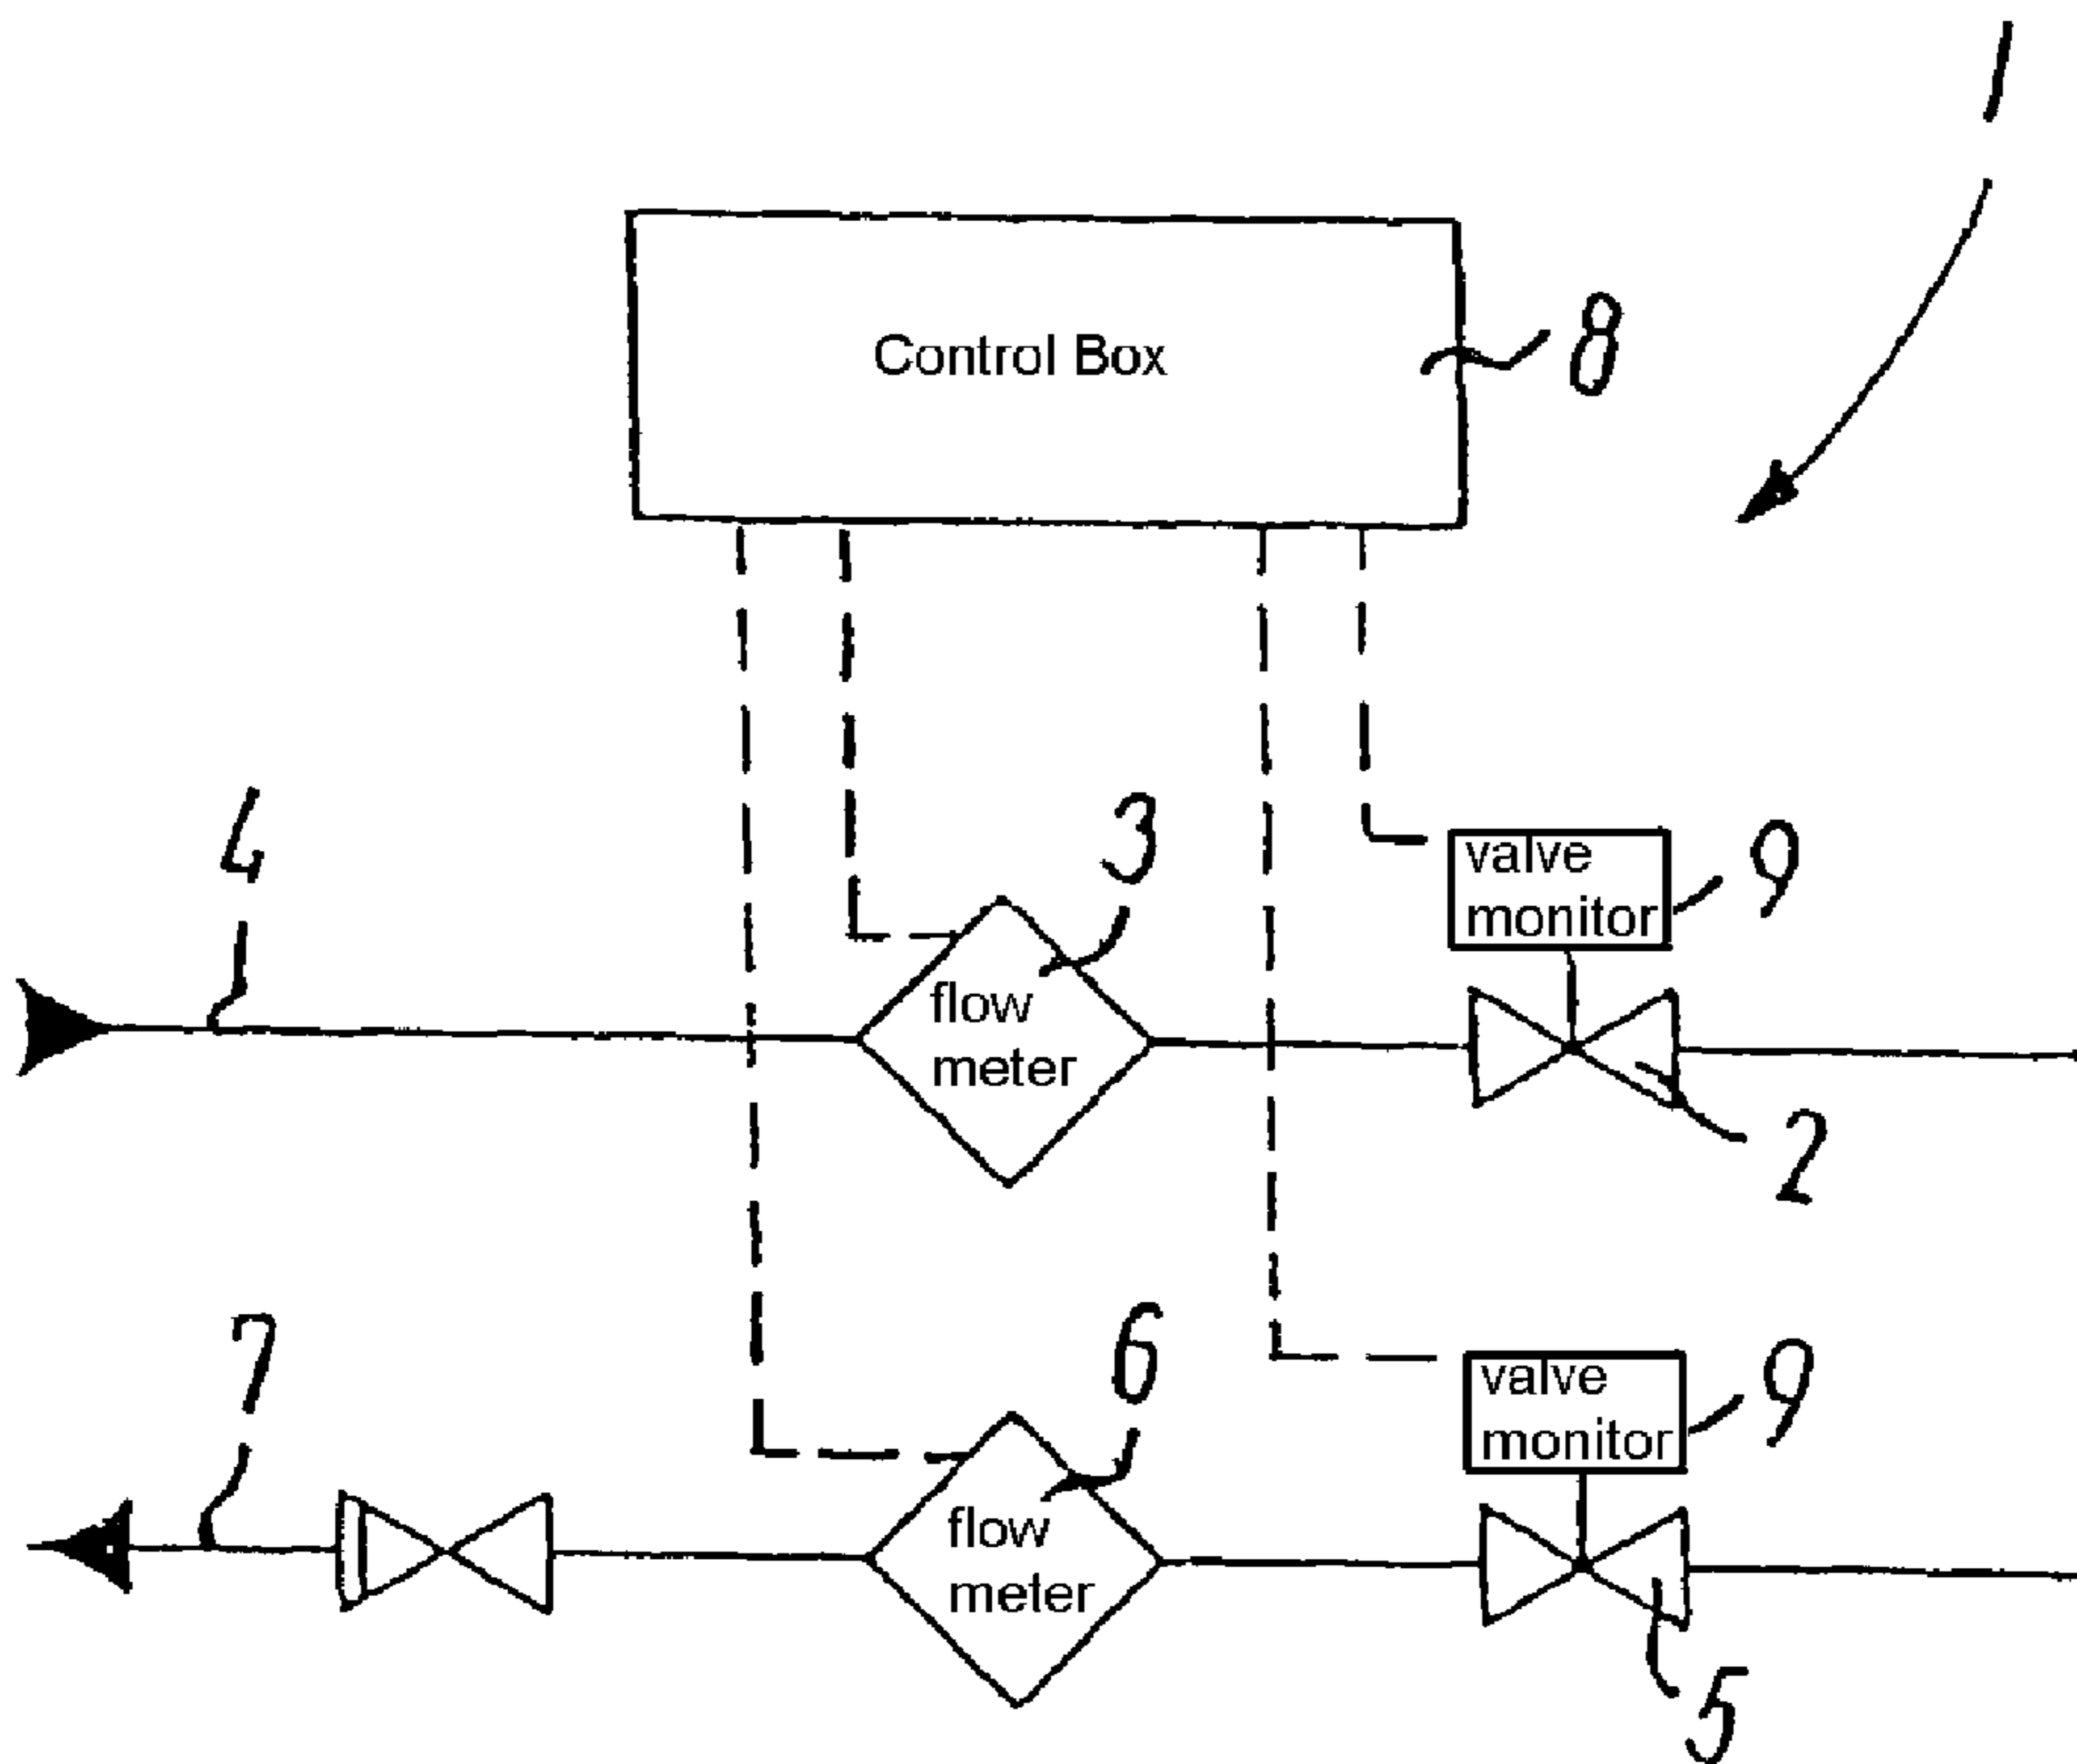 1
Control Box
8
4
3
valve
monitor
9
flow
meter
2
7
6
valve
monitor
9
flow
meter
5